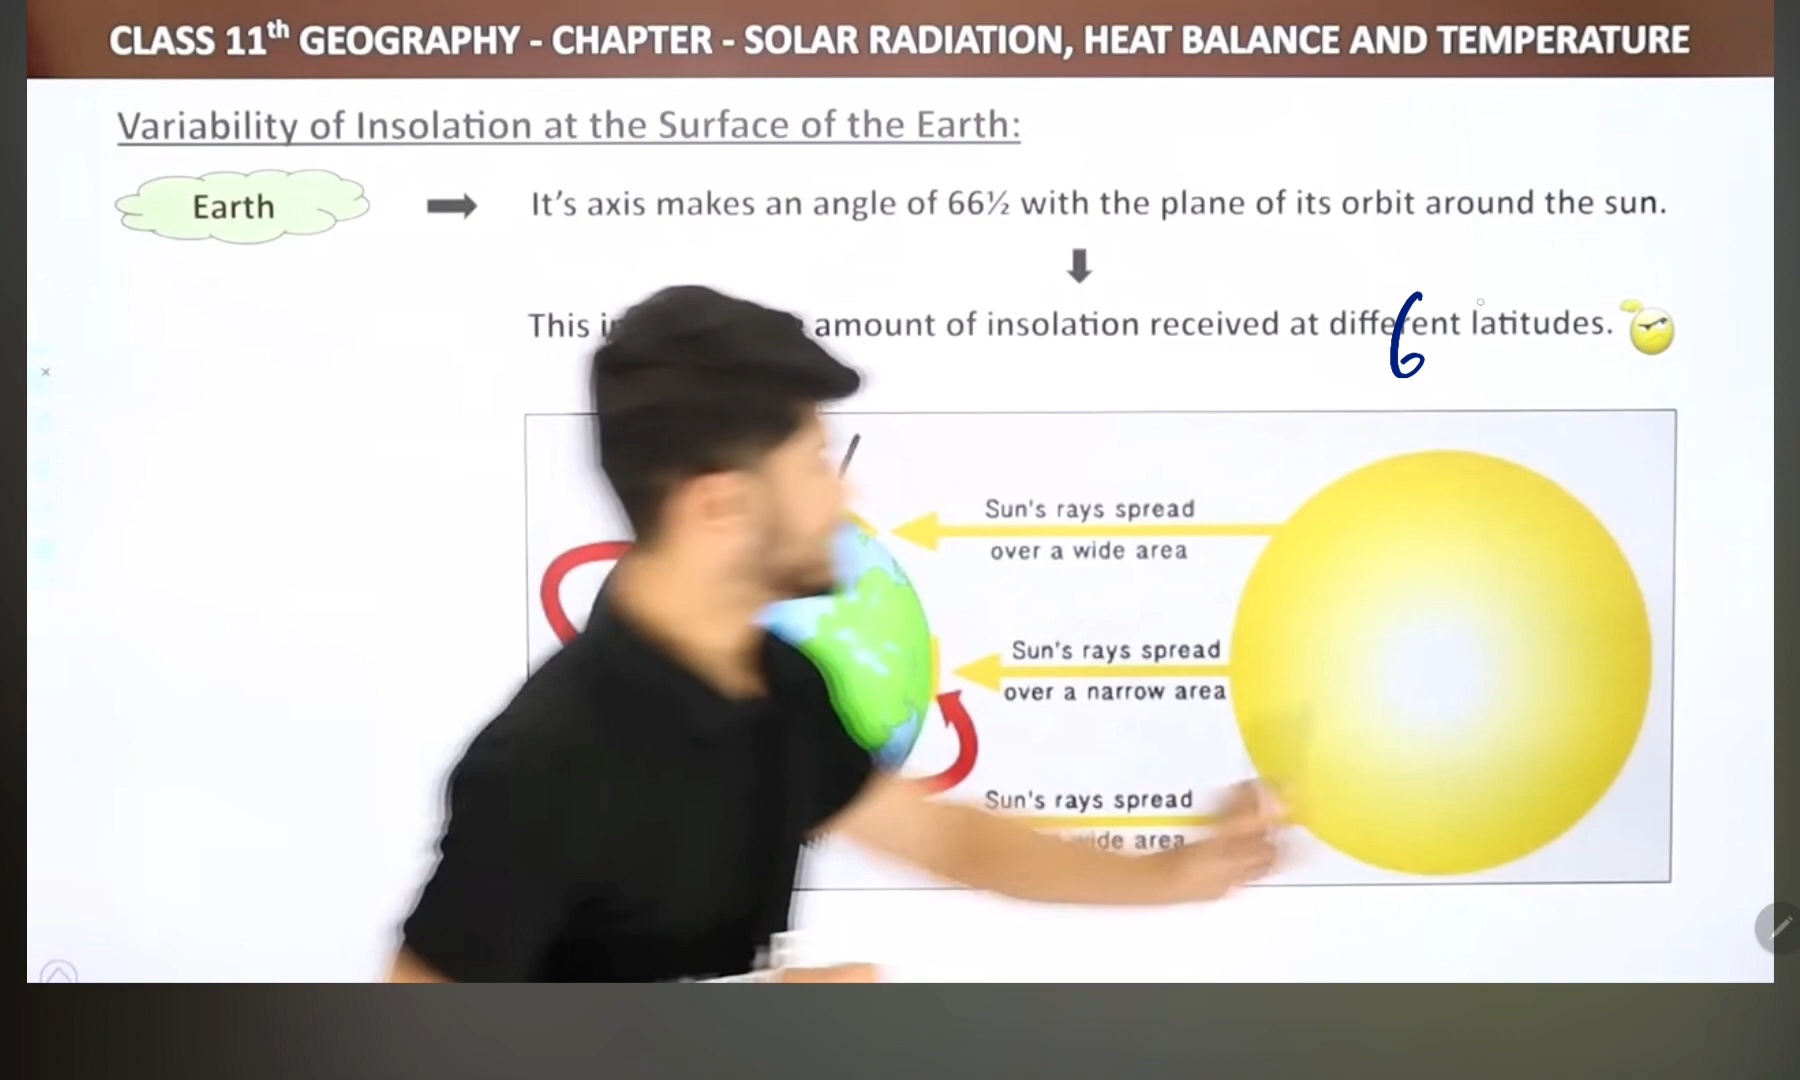 CLASS 11th GEOGRAPHY - CHAPTER - SOLAR RADIATION, HEAT BALANCE AND TEMPERATURE
Variability of Insolation at the Surface of the Earth:
Earth
It's axis makes an angle of 66½ with the plane of its orbit around the sun.
This amount of insolation received at different latitudes.
6
Sun's rays spread
over a wide area
Sun's rays spread
over a narrow area
Sun's rays spread
area